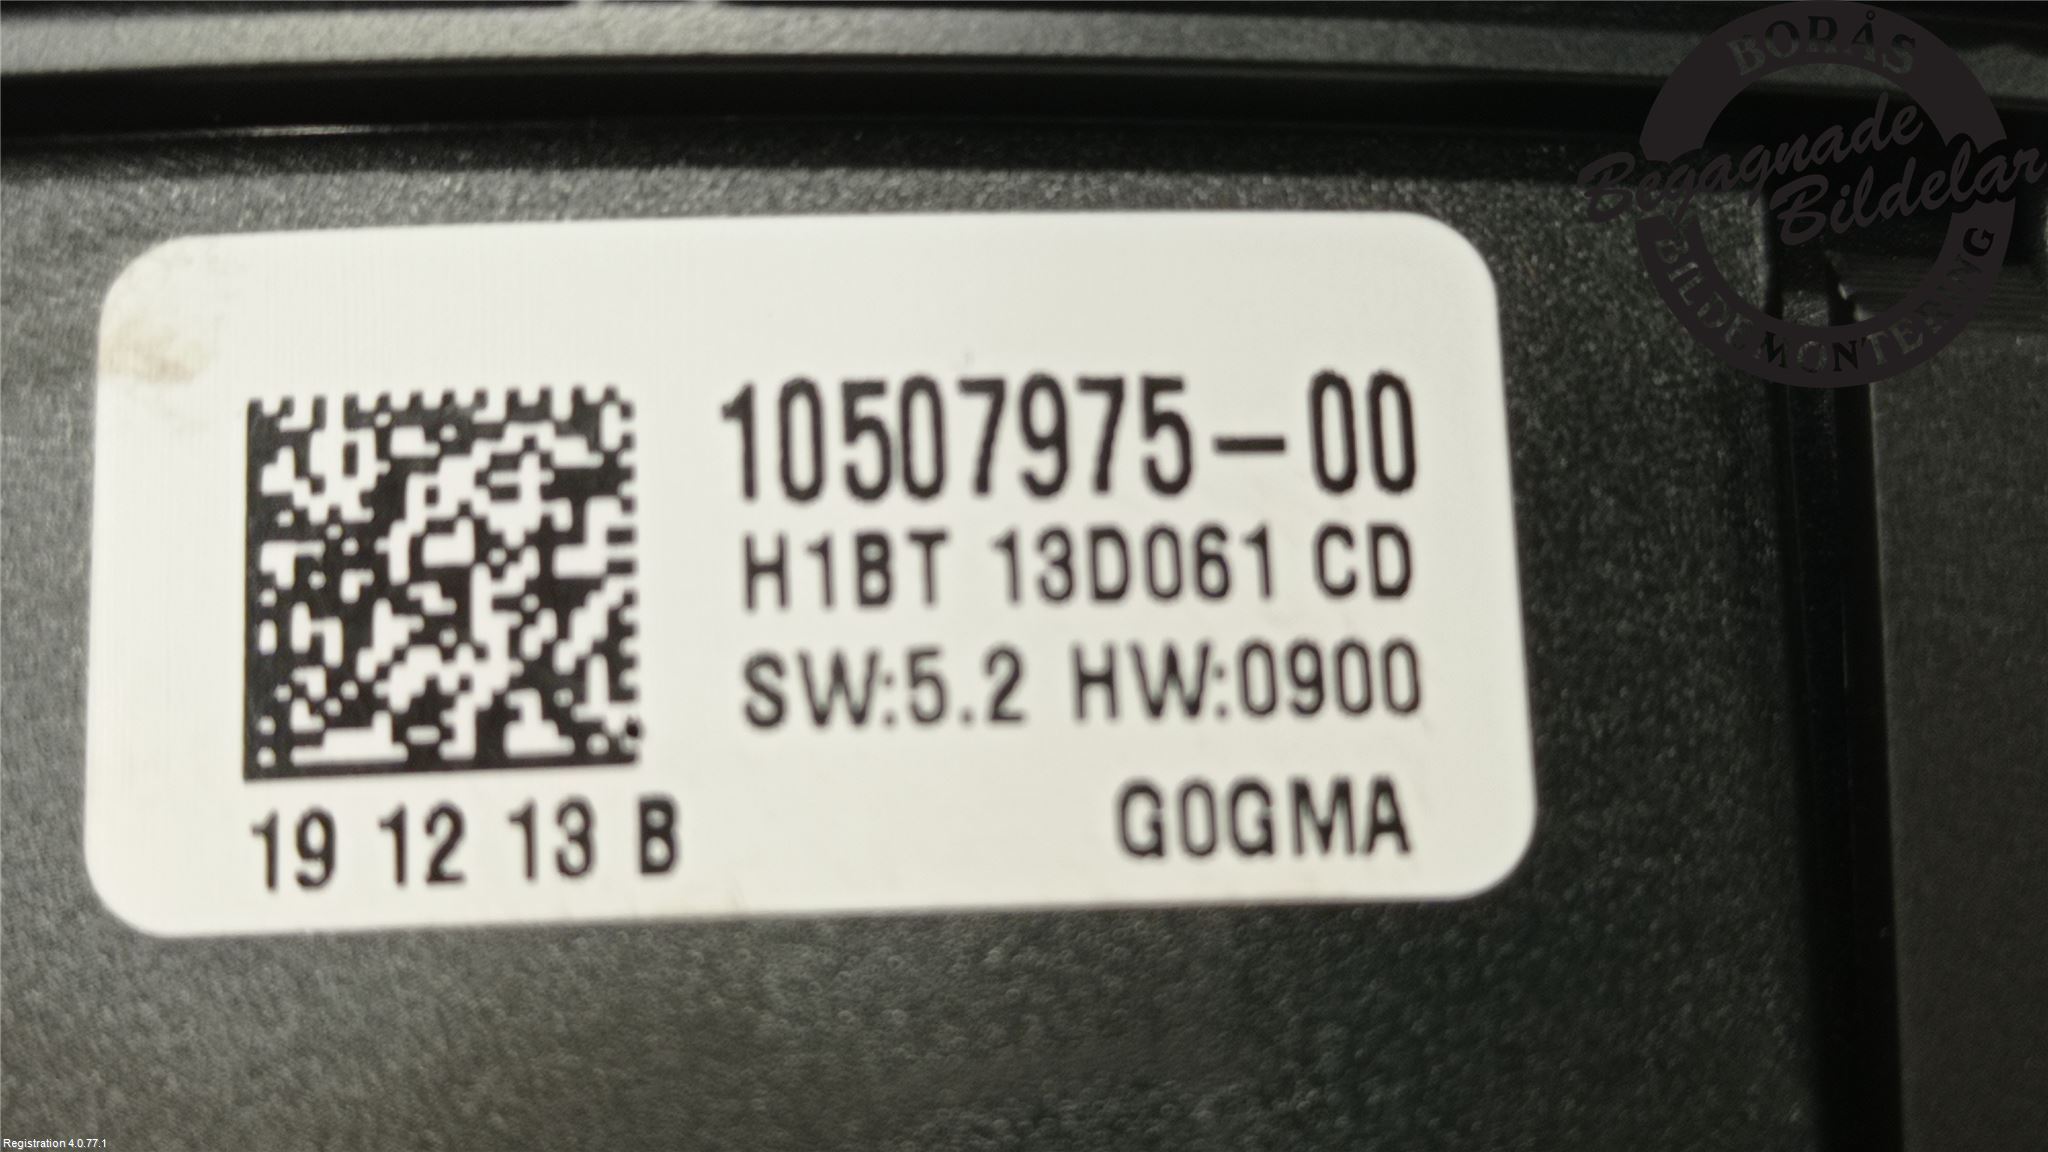 BORÅS
Begagnade
Bildelar
BILDEMONTERING
10507975-00
H1BT 13D061 CD
SW:5.2 HW:0900
19 12 13 B
G0GMA
Registration 4.0.77.1